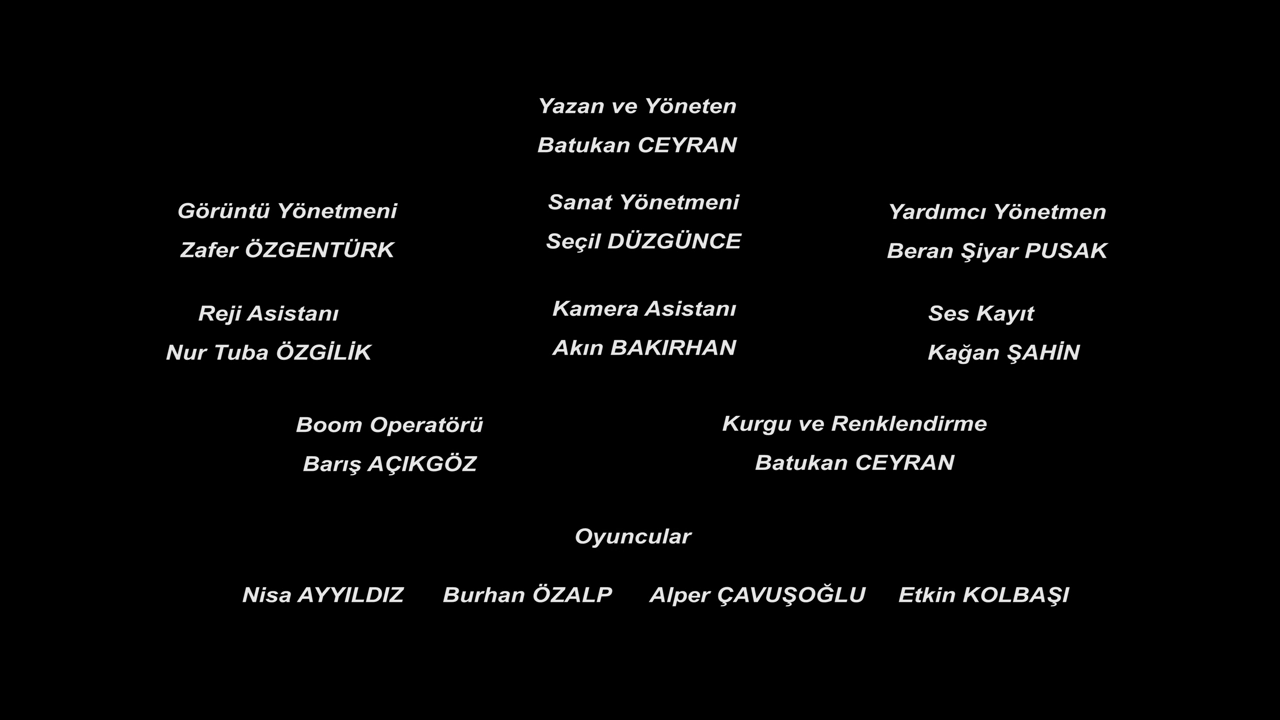 Yazan ve Yöneten
Batukan CEYRAN
Görüntü Yönetmeni
Zafer ÖZGENTÜRK
Sanat Yönetmeni
Seçil DÜZGÜNCE
Yardımcı Yönetmen
Beran Şiyar PUSAK
Reji Asistanı
Nur Tuba ÖZGİLİK
Kamera Asistanı
Akın BAKIRHAN
Ses Kayıt
Kağan ŞAHİN
Boom Operatörü
Barış AÇIKGÖZ
Kurgu ve Renklendirme
Batukan CEYRAN
Oyuncular
Nisa AYYILDIZ Burhan ÖZALP Alper ÇAVUŞOĞLU Etkin KOLBAŞI